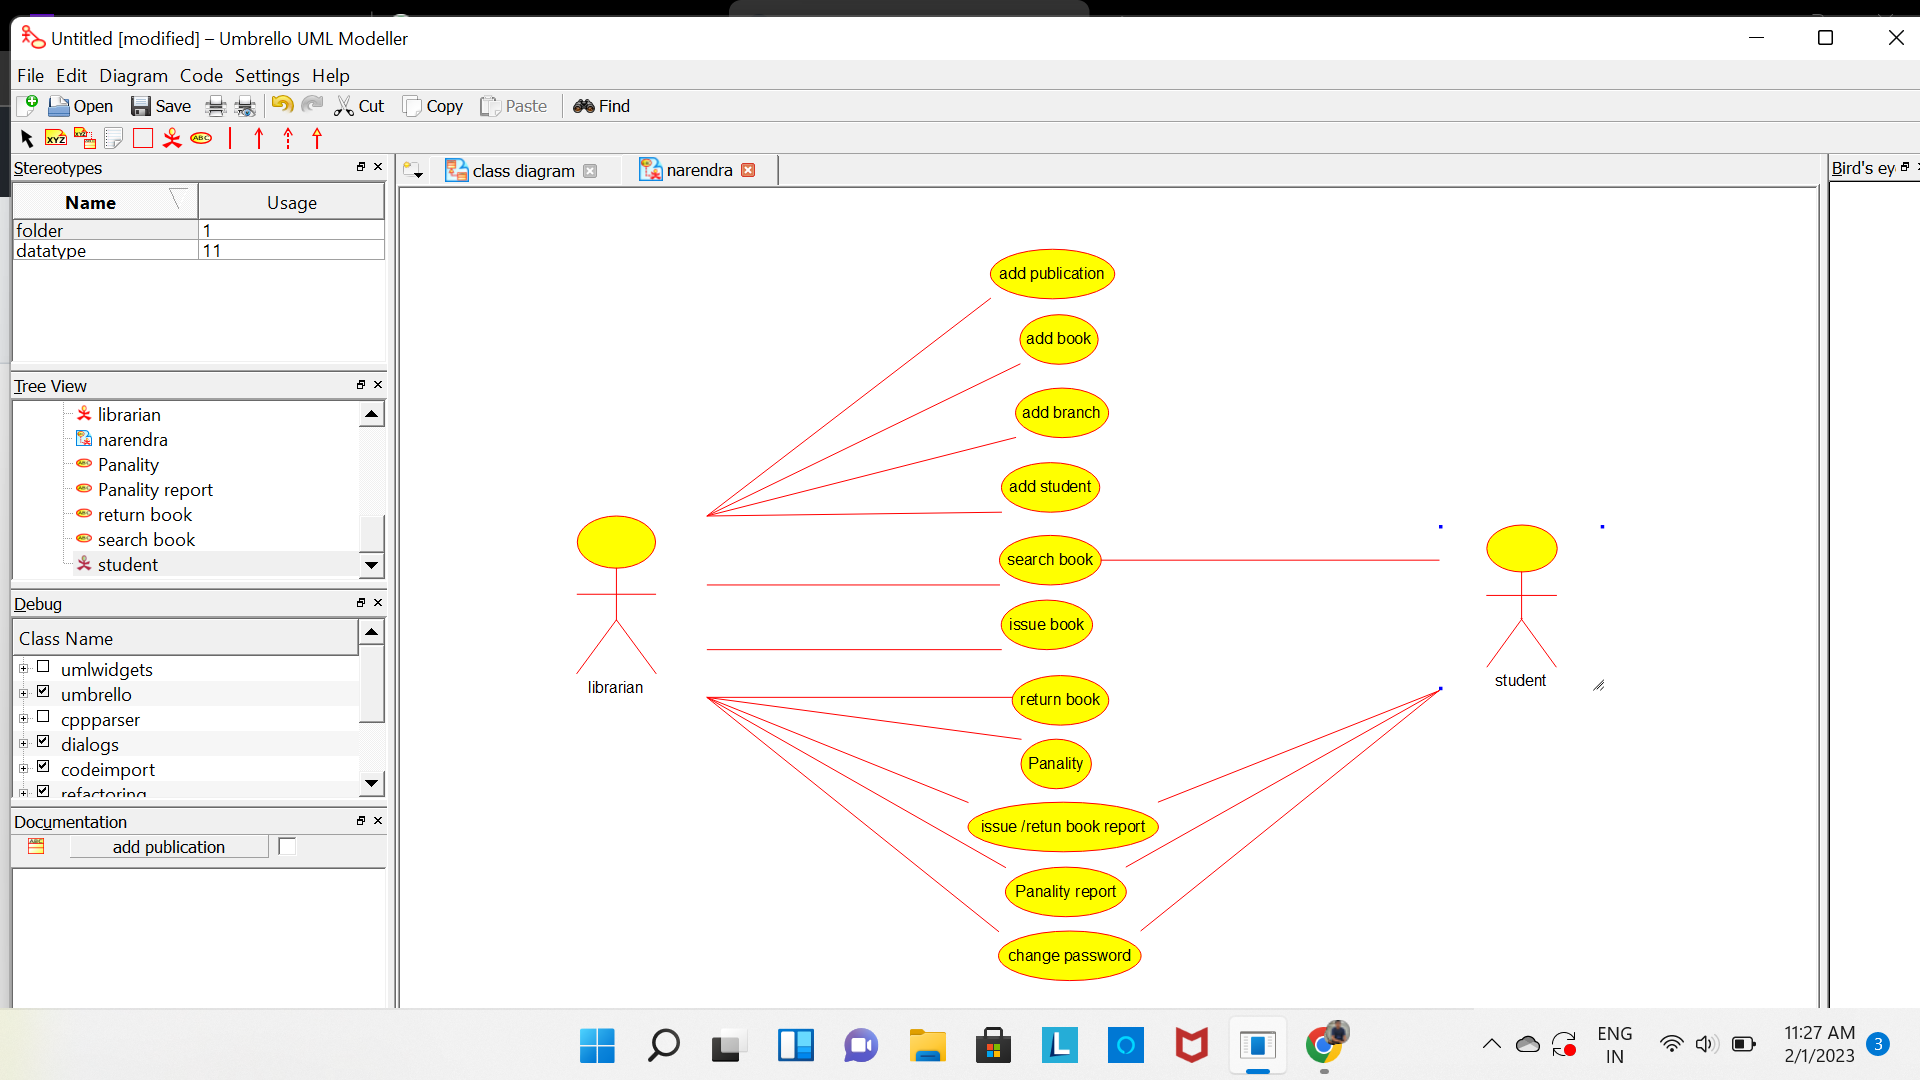 Untitled [modified] – Umbrello UML Modeller
File Edit Diagram Code Settings Help
Open Save Cut Copy Paste Find
XYZ XYZ ABC
Stereotypes
class diagram narendra
Bird's ey
Name Usage
folder 1
datatype 11
Tree View
librarian
narendra
Panality
Panality report
return book
search book
student
Debug
Class Name
umlwidgets
umbrello
cppparser
dialogs
codeimport
refactoring
Documentation
add publication
add publication
add book
add branch
add student
search book
issue book
return book
Panality
issue /retun book report
Panality report
change password
librarian
student
L
ENG
IN
11:27 AM
2/1/2023
3